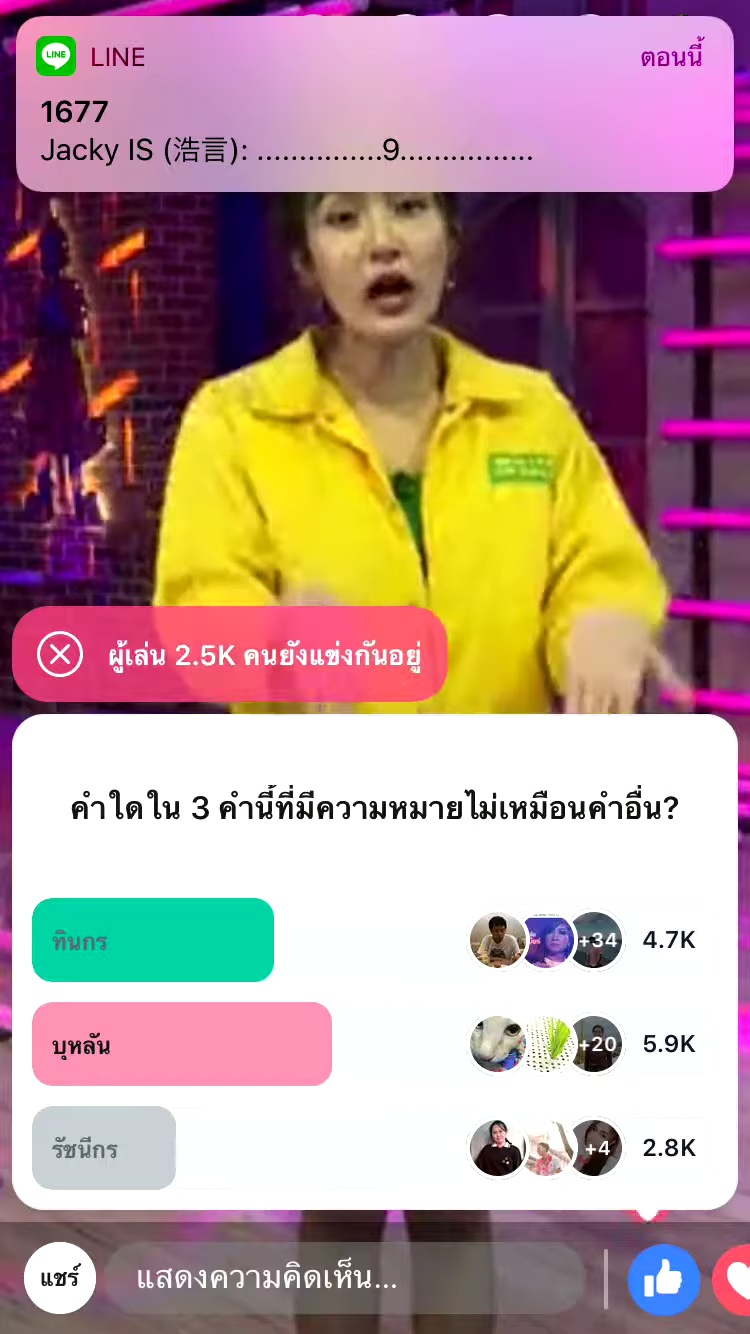 LINE
LINE
ตอนนี้
1677
Jacky IS (浩言): ...............9................
ผู้เล่น 2.5K คนยังแข่งกันอยู่
คำใดใน 3 คำนี้ที่มีความหมายไม่เหมือนคำอื่น?
ทินกร
+34
4.7K
บุหลัน
+20
5.9K
รัชนีกร
+4
2.8K
แชร์
แสดงความคิดเห็น...